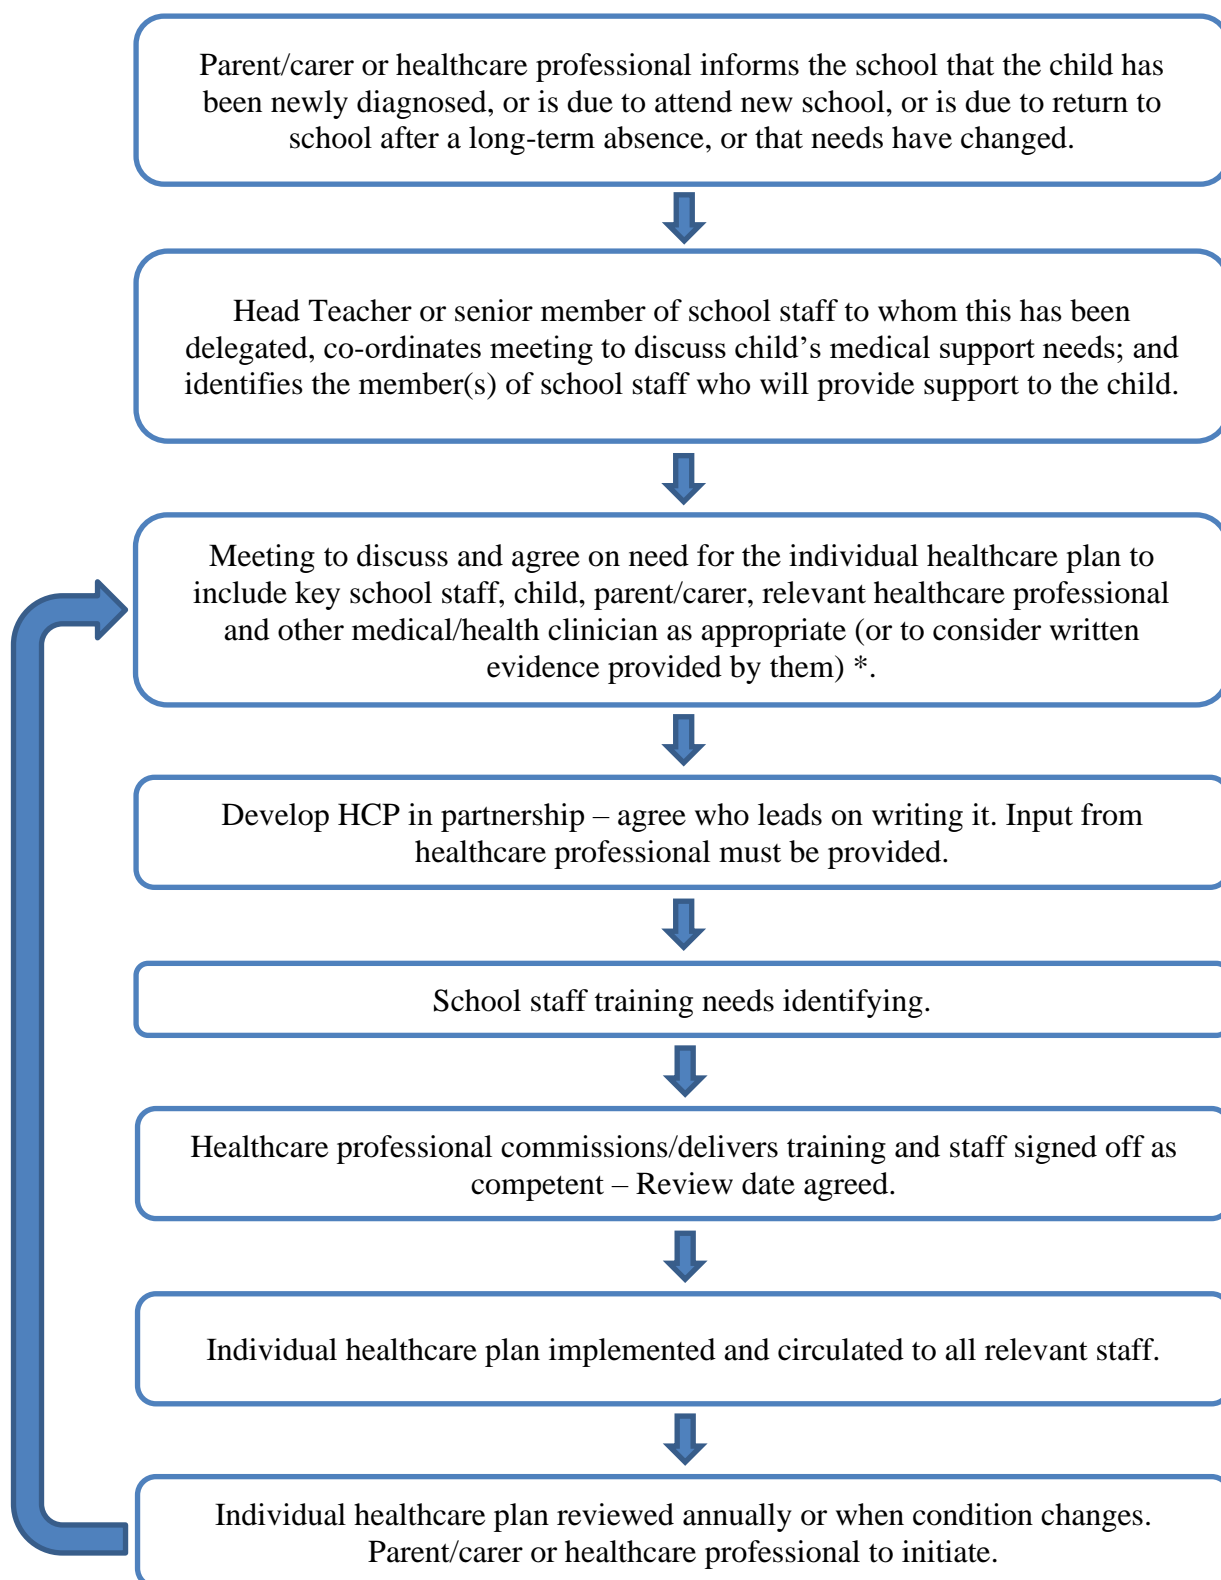 Parent/carer or healthcare professional informs the school that the child has
been newly diagnosed, or is due to attend new school, or is due to return to
school after a long-term absence, or that needs have changed.
Head Teacher or senior member of school staff to whom this has been
delegated, co-ordinates meeting to discuss child’s medical support needs; and
identifies the member(s) of school staff who will provide support to the child.
Meeting to discuss and agree on need for the individual healthcare plan to
include key school staff, child, parent/carer, relevant healthcare professional
and other medical/health clinician as appropriate (or to consider written
evidence provided by them) *.
Develop HCP in partnership – agree who leads on writing it. Input from
healthcare professional must be provided.
School staff training needs identifying.
Healthcare professional commissions/delivers training and staff signed off as
competent – Review date agreed.
Individual healthcare plan implemented and circulated to all relevant staff.
Individual healthcare plan reviewed annually or when condition changes.
Parent/carer or healthcare professional to initiate.